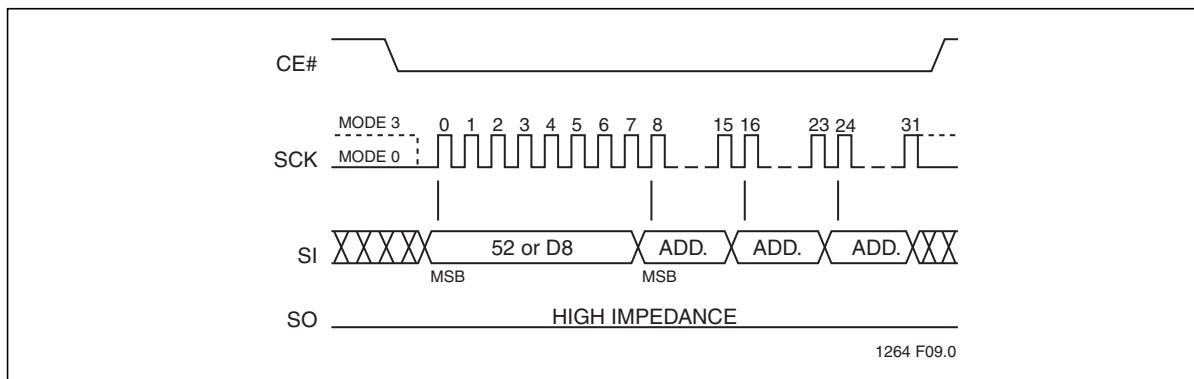 CE#
MODE 3 0 1 2 3 4 5 6 7 8 15 16 23 24 31
SCK MODE 0
SI 52 or D8 ADD. ADD. ADD.
MSB MSB
SO HIGH IMPEDANCE
1264 F09.0